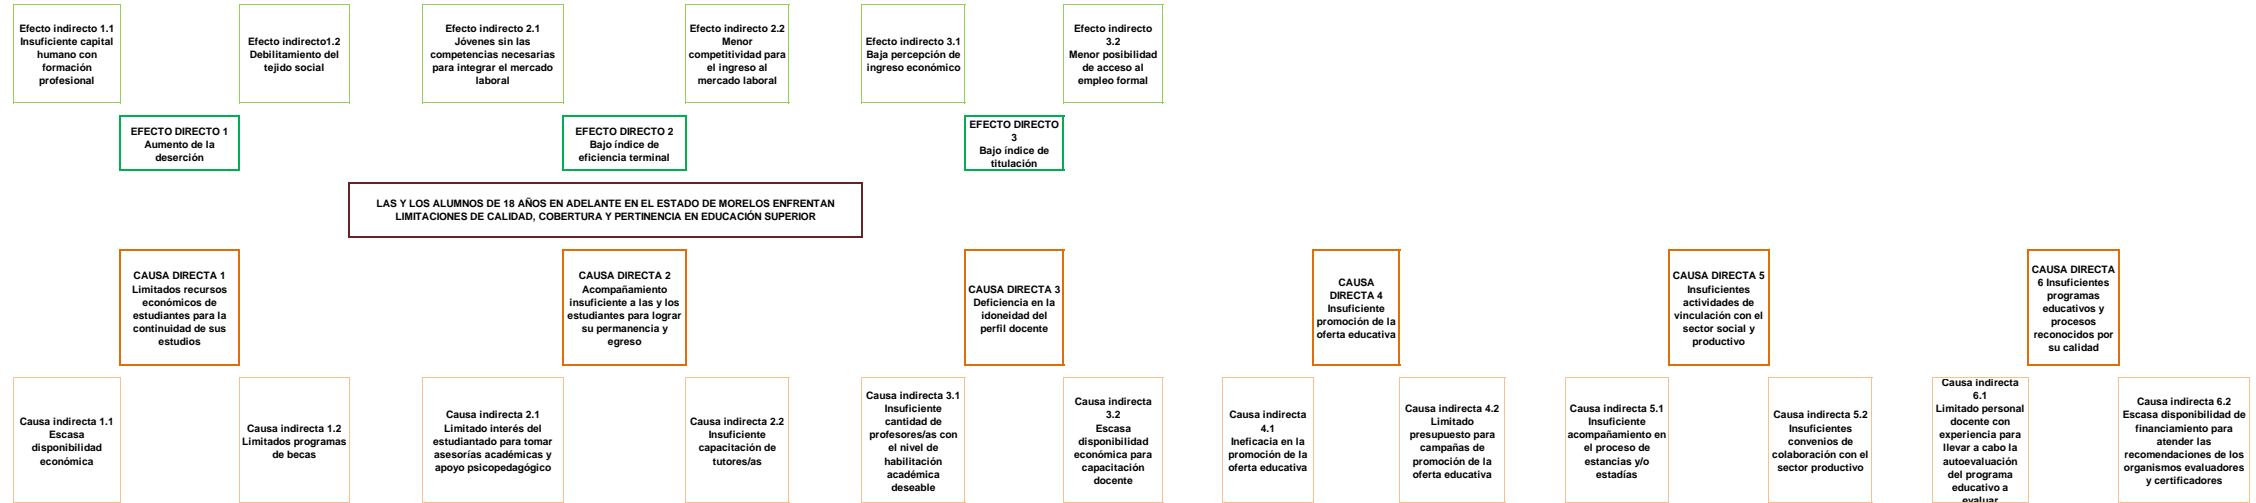 Efecto indirecto 1.1
Insuficiente capital
humano con
formación
profesional
Efecto indirecto1.2
Debilitamiento del
tejido social
Efecto indirecto 2.1
Jóvenes sin las
competencias necesarias
para integrar el mercado
laboral
Efecto indirecto 2.2
Menor
competitividad para
el ingreso al
mercado laboral
Efecto indirecto 3.1
Baja percepción de
ingreso económico
Efecto indirecto
3.2
Menor posibilidad
de acceso al
empleo formal
EFECTO DIRECTO 1
Aumento de la
deserción
EFECTO DIRECTO 2
Bajo índice de
eficiencia terminal
EFECTO DIRECTO
3
Bajo índice de
titulación
LAS Y LOS ALUMNOS DE 18 AÑOS EN ADELANTE EN EL ESTADO DE MORELOS ENFRENTAN
LIMITACIONES DE CALIDAD, COBERTURA Y PERTINENCIA EN EDUCACIÓN SUPERIOR
CAUSA DIRECTA 1
Limitados recursos
económicos de
estudiantes para la
continuidad de sus
estudios
CAUSA DIRECTA 2
Acompañamiento
insuficiente a las y los
estudiantes para lograr
su permanencia y
egreso
CAUSA DIRECTA 3
Deficiencia en la
idoneidad del
perfil docente
CAUSA
DIRECTA 4
Insuficiente
promoción de la
oferta educativa
CAUSA DIRECTA 5
Insuficientes
actividades de
vinculación con el
sector social y
productivo
CAUSA DIRECTA
6 Insuficientes
programas
educativos y
procesos
reconocidos por
su calidad
Causa indirecta 1.1
Escasa
disponibilidad
económica
Causa indirecta 1.2
Limitados programas
de becas
Causa indirecta 2.1
Limitado interés del
estudiantado para tomar
asesorías académicas y
apoyo psicopedagógico
Causa indirecta 2.2
Insuficiente
capacitación de
tutores/as
Causa indirecta 3.1
Insuficiente
cantidad de
profesores/as con
el nivel de
habilitación
académica
deseable
Causa indirecta
3.2
Escasa
disponibilidad
económica para
capacitación
docente
Causa indirecta
4.1
Ineficacia en la
promoción de la
oferta educativa
Causa indirecta 4.2
Limitado
presupuesto para
campañas de
promoción de la
oferta educativa
Causa indirecta 5.1
Insuficiente
acompañamiento en
el proceso de
estancias y/o
estadías
Causa indirecta 5.2
Insuficientes
convenios de
colaboración con el
sector productivo
Causa indirecta
6.1
Limitado personal
docente con
experiencia para
llevar a cabo la
autoevaluación
del programa
educativo a
evaluar
Causa indirecta 6.2
Escasa disponibilidad de
financiamiento para
atender las
recomendaciones de los
organismos evaluadores
y certificadores